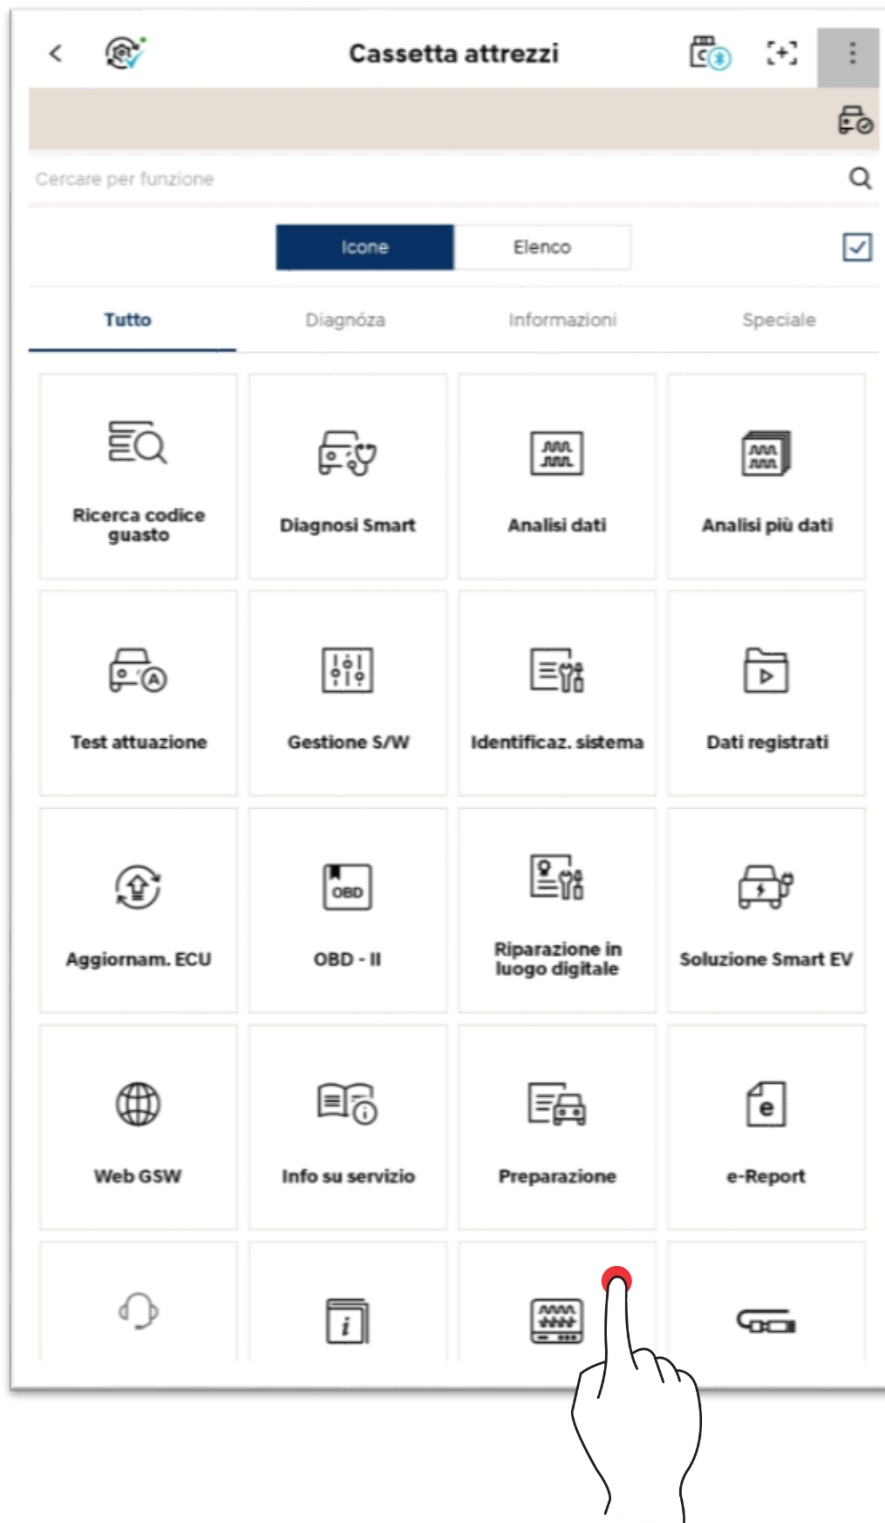 Cassetta attrezzi
Cercare per funzione
Icone
Elenco
Tutto
Diagnóza
Informazioni
Speciale
Ricerca codice
guasto
Diagnosi Smart
Analisi dati
Analisi più dati
Test attuazione
Gestione S/W
Identificaz. sistema
Dati registrati
Aggiornam. ECU
OBD
OBD - II
Riparazione in
luogo digitale
Soluzione Smart EV
Web GSW
Info su servizio
Preparazione
e
e-Report
i